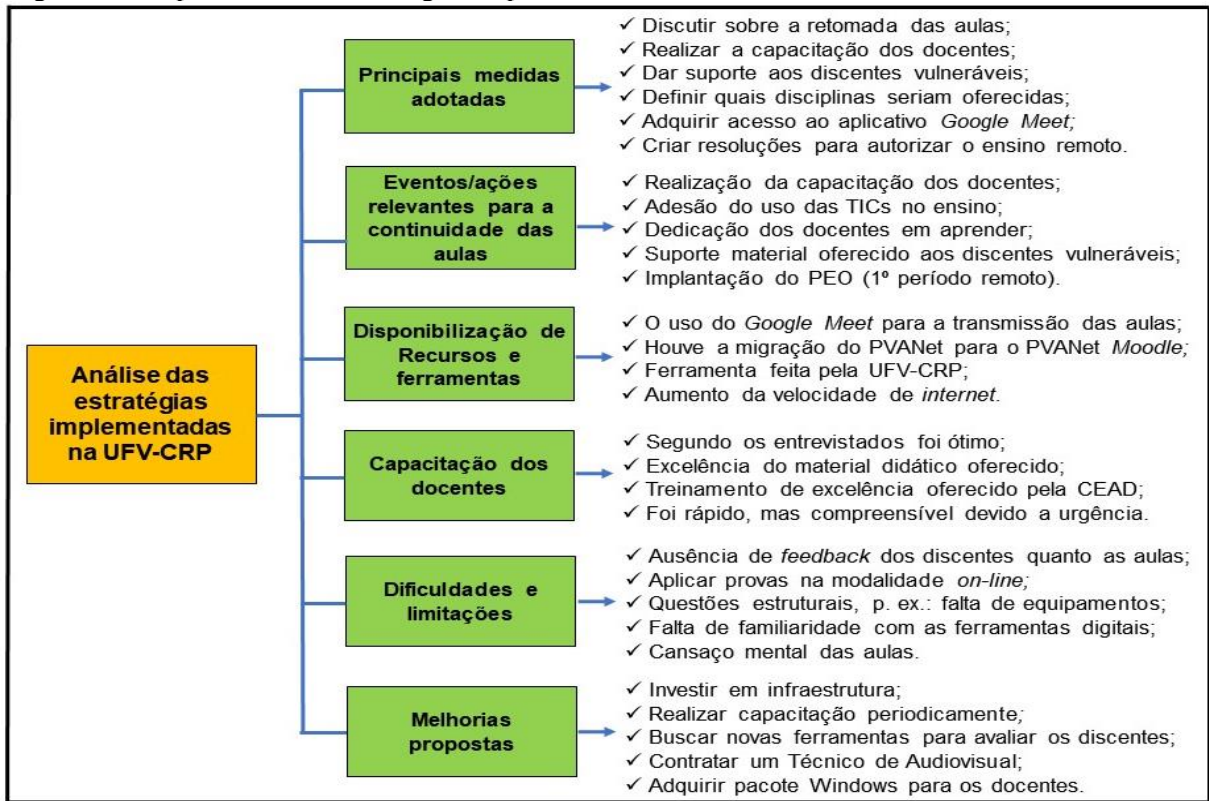 Análise das
estratégias
implementadas
na UFV-CRP
Principais medidas
adotadas
✓ Discutir sobre a retomada das aulas;
✓ Realizar a capacitação dos docentes;
✓ Dar suporte aos discentes vulneráveis;
✓ Definir quais disciplinas seriam oferecidas;
✓ Adquirir acesso ao aplicativo Google Meet;
✓ Criar resoluções para autorizar o ensino remoto.
Eventos/ações
relevantes para a
continuidade das
aulas
✓ Realização da capacitação dos docentes;
✓ Adesão do uso das TICs no ensino;
✓ Dedicação dos docentes em aprender;
✓ Suporte material oferecido aos discentes vulneráveis;
✓ Implantação do PEO (1º período remoto).
Disponibilização de
Recursos e
ferramentas
✓ O uso do Google Meet para a transmissão das aulas;
✓ Houve a migração do PVANet para o PVANet Moodle;
✓ Ferramenta feita pela UFV-CRP;
✓ Aumento da velocidade de internet.
Capacitação dos
docentes
✓ Segundo os entrevistados foi ótimo;
✓ Excelência do material didático oferecido;
✓ Treinamento de excelência oferecido pela CEAD;
✓ Foi rápido, mas compreensível devido a urgência.
Dificuldades e
limitações
✓ Ausência de feedback dos discentes quanto as aulas;
✓ Aplicar provas na modalidade on-line;
✓ Questões estruturais, p. ex.: falta de equipamentos;
✓ Falta de familiaridade com as ferramentas digitais;
✓ Cansaço mental das aulas.
Melhorias
propostas
✓ Investir em infraestrutura;
✓ Realizar capacitação periodicamente;
✓ Buscar novas ferramentas para avaliar os discentes;
✓ Contratar um Técnico de Audiovisual;
✓ Adquirir pacote Windows para os docentes.